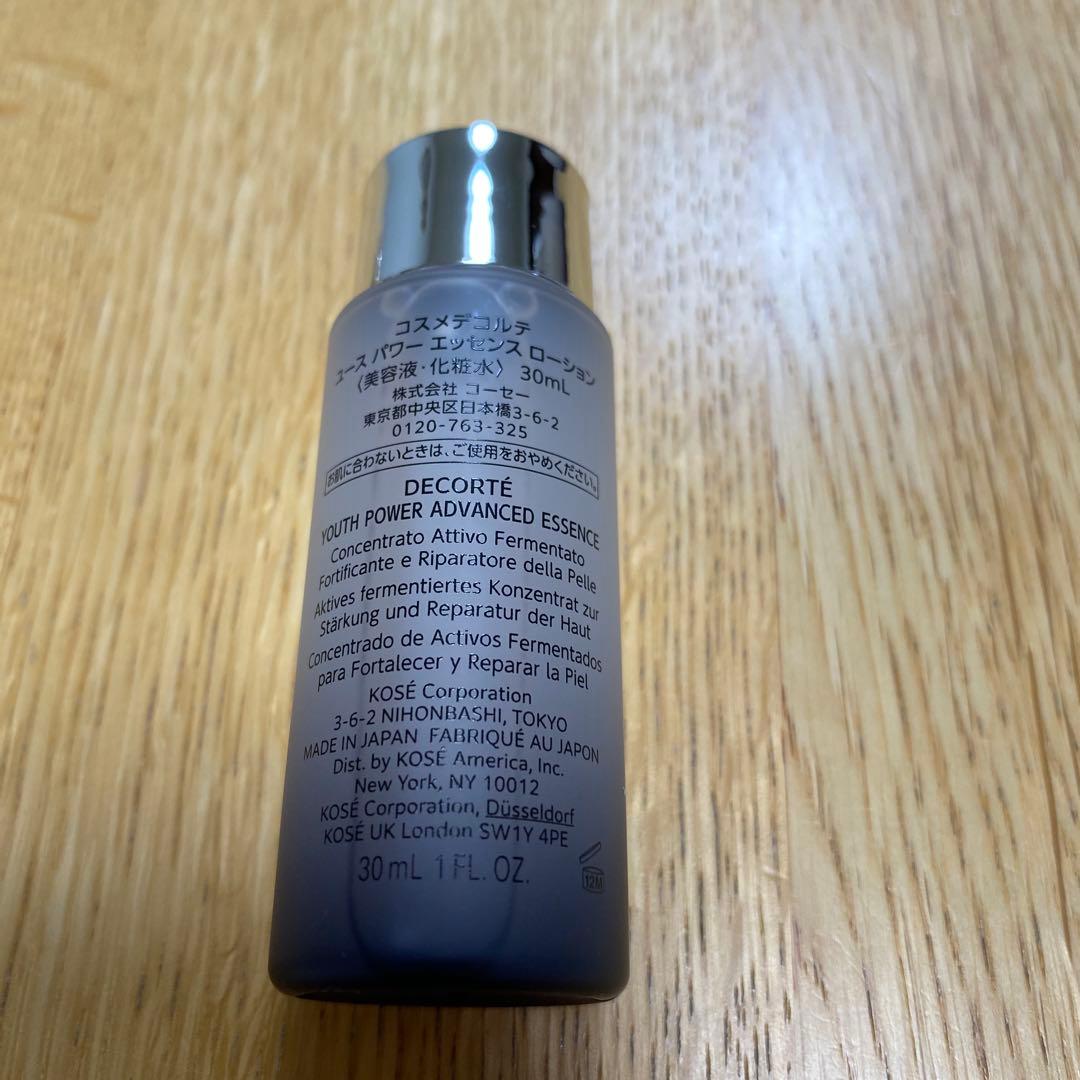 コスメデコルテ
ユース パワー エッセンス ローション
〈美容液・化粧水〉 30mL
株式会社 コーセー
東京都中央区日本橋3-6-2
0120-763-325
お肌に合わないときは、ご使用をおやめください。
DECORTÉ
YOUTH POWER ADVANCED ESSENCE
Concentrato Attivo Fermentato
Fortificante e Riparatore della Pelle
Aktives fermentiertes Konzentrat zur
Stärkung und Reparatur der Haut
Concentrado de Activos Fermentados
para Fortalecer y Reparar la Piel
KOSÉ Corporation
3-6-2 NIHONBASHI, TOKYO
MADE IN JAPAN FABRIQUÉ AU JAPON
Dist. by KOSÉ America, Inc.
New York, NY 10012
KOSÉ Corporation, Düsseldorf
KOSÉ UK London SW1Y 4PE
30 mL 1 FL. OZ.
12M